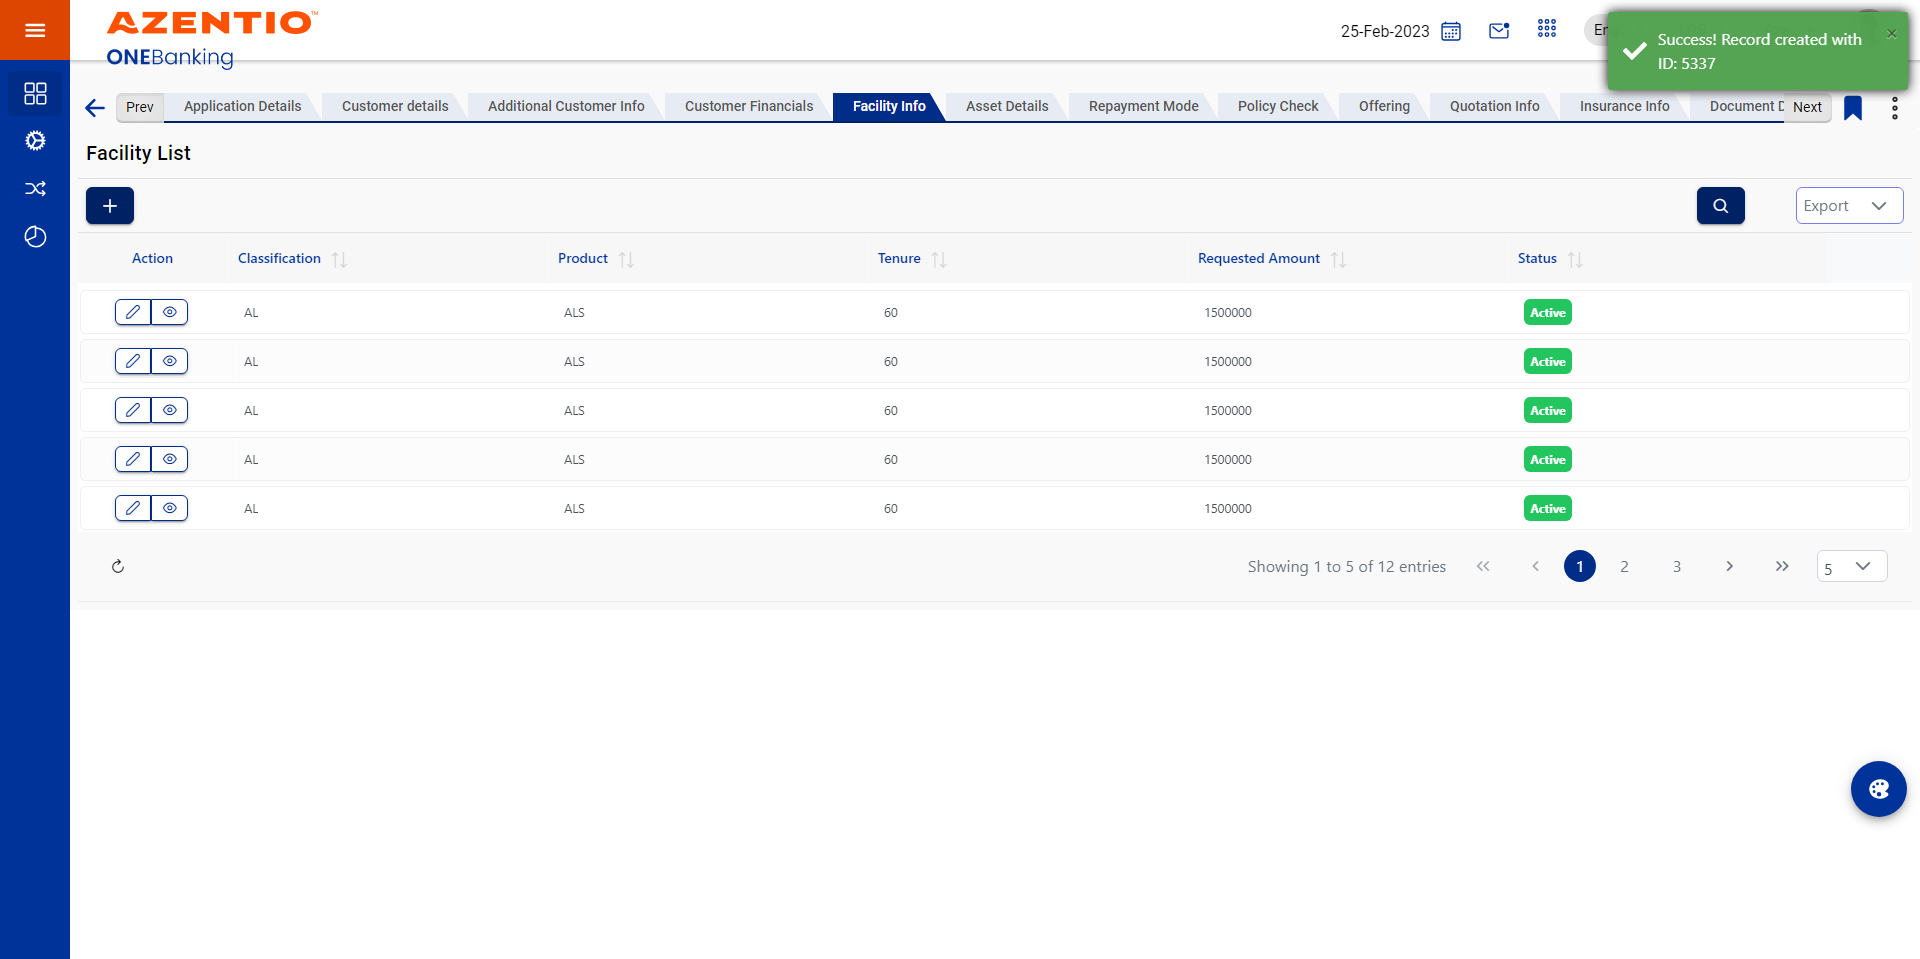 AZENTIO™
ONEBanking
25-Feb-2023
Success! Record created with
ID: 5337
Prev
Application Details
Customer details
Additional Customer Info
Customer Financials
Facility Info
Asset Details
Repayment Mode
Policy Check
Offering
Quotation Info
Insurance Info
Document
Next
Facility List
Export
Action Classification Product Tenure Requested Amount Status
AL ALS 60 1500000 Active
AL ALS 60 1500000 Active
AL ALS 60 1500000 Active
AL ALS 60 1500000 Active
AL ALS 60 1500000 Active
Showing 1 to 5 of 12 entries
1 2 3
5